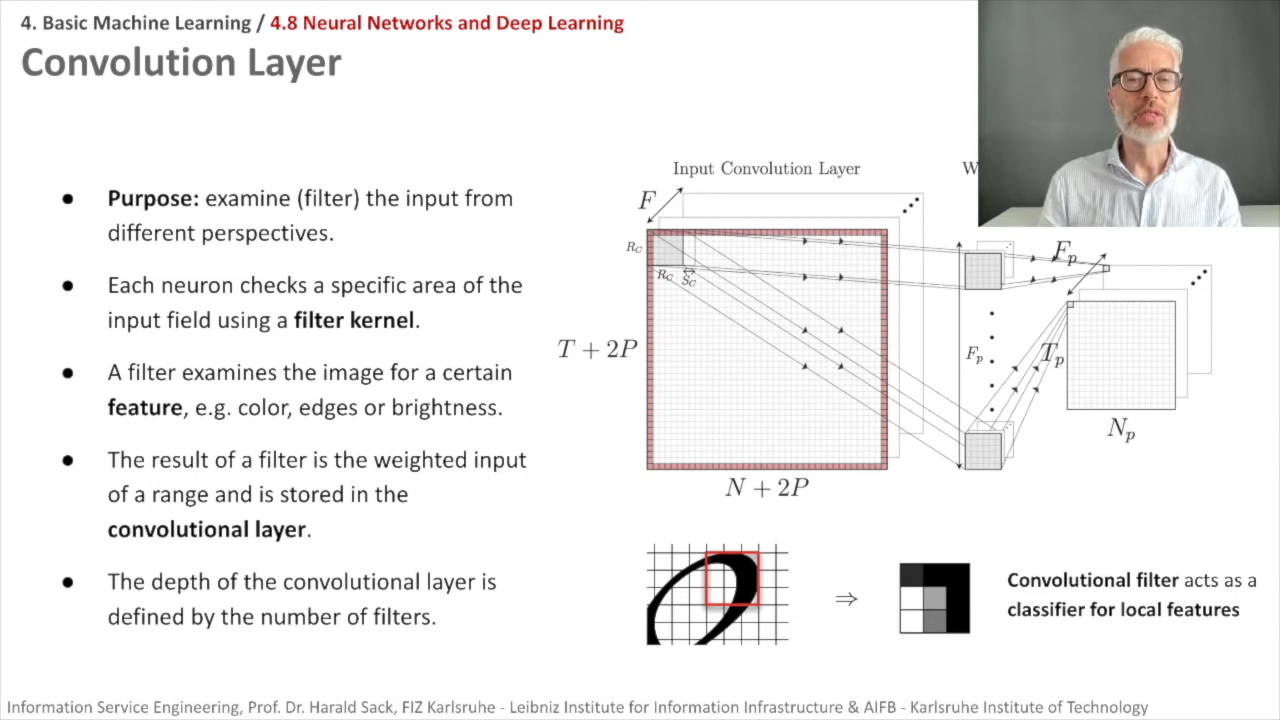 4. Basic Machine Learning / 4.8 Neural Networks and Deep Learning
Convolution Layer
● Purpose: examine (filter) the input from
different perspectives.
● Each neuron checks a specific area of the
input field using a filter kernel.
● A filter examines the image for a certain
feature, e.g. color, edges or brightness.
● The result of a filter is the weighted input
of a range and is stored in the
convolutional layer.
● The depth of the convolutional layer is
defined by the number of filters.
Input Convolution Layer
W
F
R_C
R_C
S_C
T + 2P
N + 2P
F_p
F_p
T_p
N_p
⇒
Convolutional filter acts as a
classifier for local features
Information Service Engineering, Prof. Dr. Harald Sack, FIZ Karlsruhe - Leibniz Institute for Information Infrastructure & AIFB - Karlsruhe Institute of Technology